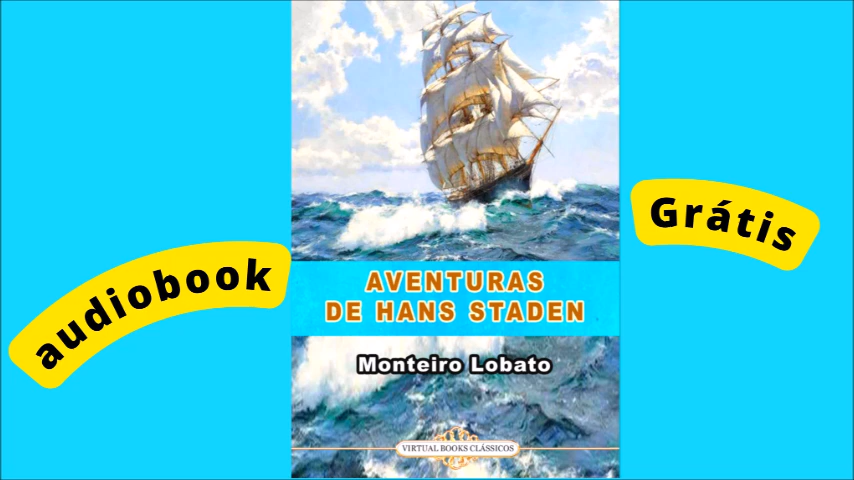 audiobook
Grátis
AVENTURAS
DE HANS STADEN
Monteiro Lobato
VIRTUAL BOOKS CLÁSSICOS